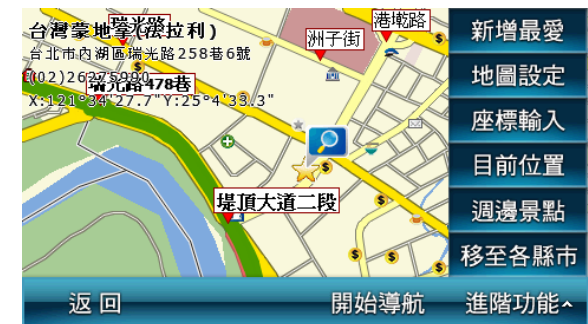 台灣蒙地拿(法拉利)
台北市內湖區瑞光路258巷6號
(02)26275990
X:121°34'27.7"Y:25°4'33.3"
瑞光路
瑞光路478巷
洲子街
港墘路
堤頂大道二段
新增最愛
地圖設定
座標輸入
目前位置
週邊景點
移至各縣市
返回
開始導航
進階功能